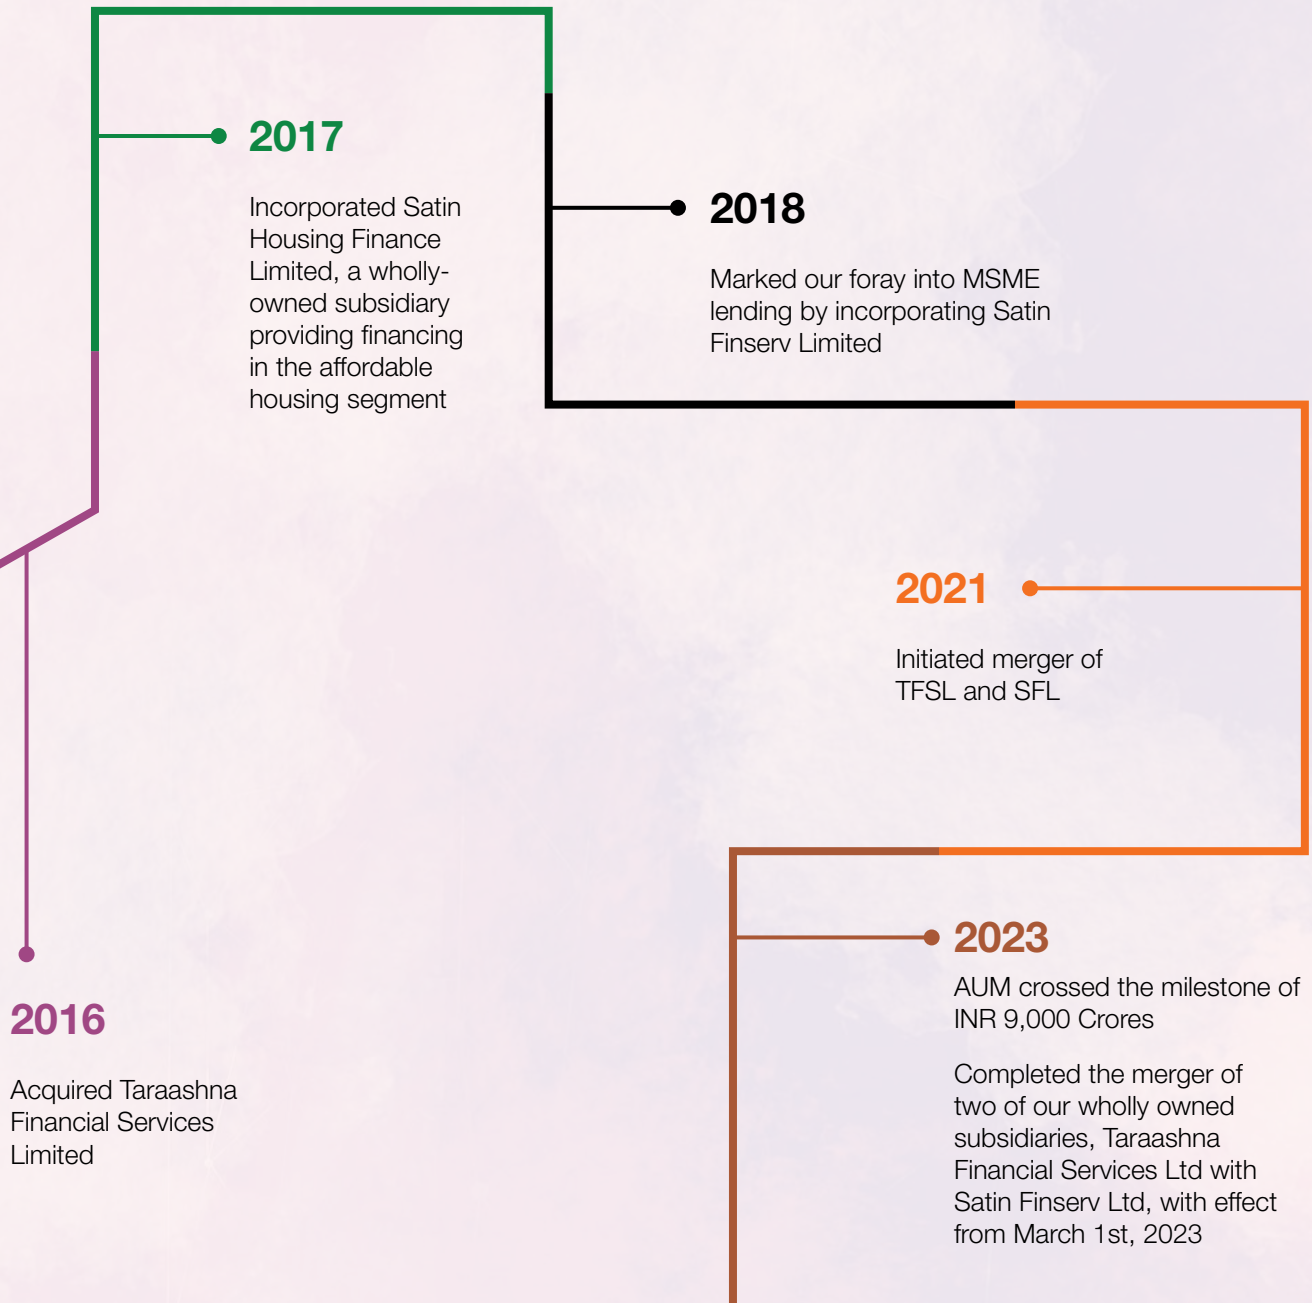 2016
Acquired Taraashna
Financial Services
Limited
2017
Incorporated Satin
Housing Finance
Limited, a wholly-
owned subsidiary
providing financing
in the affordable
housing segment
2018
Marked our foray into MSME
lending by incorporating Satin
Finserv Limited
2021
Initiated merger of
TFSL and SFL
2023
AUM crossed the milestone of
INR 9,000 Crores
Completed the merger of
two of our wholly owned
subsidiaries, Taraashna
Financial Services Ltd with
Satin Finserv Ltd, with effect
from March 1st, 2023